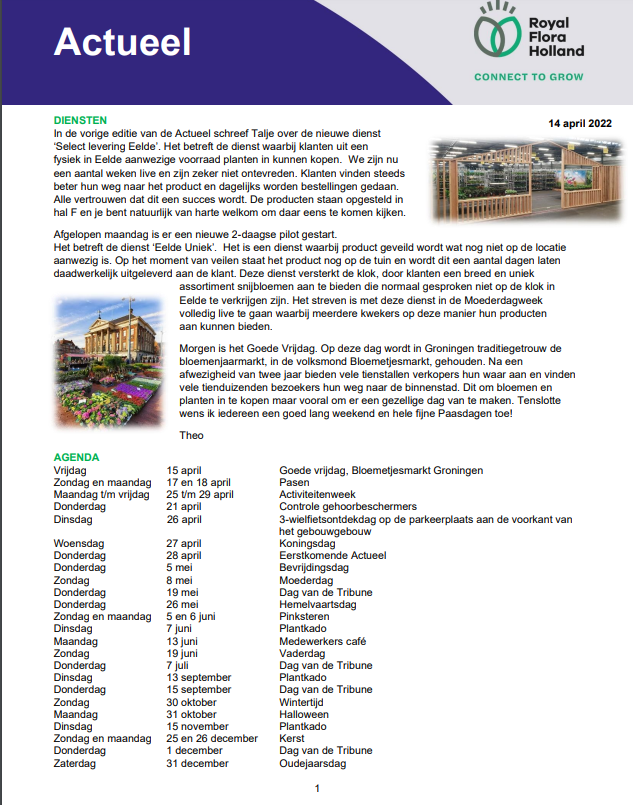 Actueel
Royal
Flora
Holland
CONNECT TO GROW
DIENSTEN
14 april 2022
In de vorige editie van de Actueel schreef Talje over de nieuwe dienst
‘Select levering Eelde’. Het betreft de dienst waarbij klanten uit een
fysiek in Eelde aanwezige voorraad planten in kunnen kopen. We zijn nu
een aantal weken live en zijn zeker niet ontevreden. Klanten vinden steeds
beter hun weg naar het product en dagelijks worden bestellingen gedaan.
Alle vertrouwen dat dit een succes wordt. De producten staan opgesteld in
hal F en je bent natuurlijk van harte welkom om daar eens te komen kijken.
Afgelopen maandag is er een nieuwe 2-daagse pilot gestart.
Het betreft de dienst ‘Eelde Uniek’. Het is een dienst waarbij product geveild wordt wat nog niet op de locatie
aanwezig is. Op het moment van veilen staat het product nog op de tuin en wordt dit een aantal dagen laten
daadwerkelijk uitgeleverd aan de klant. Deze dienst versterkt de klok, door klanten een breed en uniek
assortiment snijbloemen aan te bieden die normaal gesproken niet op de klok in
Eelde te verkrijgen zijn. Het streven is met deze dienst in de Moederdagweek
volledig live te gaan waarbij meerdere kwekers op deze manier hun producten
aan kunnen bieden.
Morgen is het Goede Vrijdag. Op deze dag wordt in Groningen traditiegetrouw de
bloemenjaarmarkt, in de volksmond Bloemetjesmarkt, gehouden. Na een
afwezigheid van twee jaar bieden vele tienstallen verkopers hun waar aan en vinden
vele tienduizenden bezoekers hun weg naar de binnenstad. Dit om bloemen en
planten in te kopen maar vooral om er een gezellige dag van te maken. Tenslotte
wens ik iedereen een goed lang weekend en hele fijne Paasdagen toe!
Theo
AGENDA
Vrijdag 15 april Goede vrijdag, Bloemetjesmarkt Groningen
Zondag en maandag 17 en 18 april Pasen
Maandag t/m vrijdag 25 t/m 29 april Activiteitenweek
Donderdag 21 april Controle gehoorbeschermers
Dinsdag 26 april 3-wielfietsontdekdag op de parkeerplaats aan de voorkant van
het gebouwgebouw
Woensdag 27 april Koningsdag
Donderdag 28 april Eerstkomende Actueel
Donderdag 5 mei Bevrijdingsdag
Zondag 8 mei Moederdag
Donderdag 19 mei Dag van de Tribune
Donderdag 26 mei Hemelvaartsdag
Zondag en maandag 5 en 6 juni Pinksteren
Dinsdag 7 juni Plantkado
Maandag 13 juni Medewerkers café
Zondag 19 juni Vaderdag
Donderdag 7 juli Dag van de Tribune
Dinsdag 13 september Plantkado
Donderdag 15 september Dag van de Tribune
Zondag 30 oktober Wintertijd
Maandag 31 oktober Halloween
Dinsdag 15 november Plantkado
Zondag en maandag 25 en 26 december Kerst
Donderdag 1 december Dag van de Tribune
Zaterdag 31 december Oudejaarsdag
1